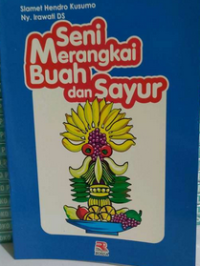 Slamet Hendro Kusumo
Ny. Irawati DS
Seni
Merangkai
Buah
dan Sayur